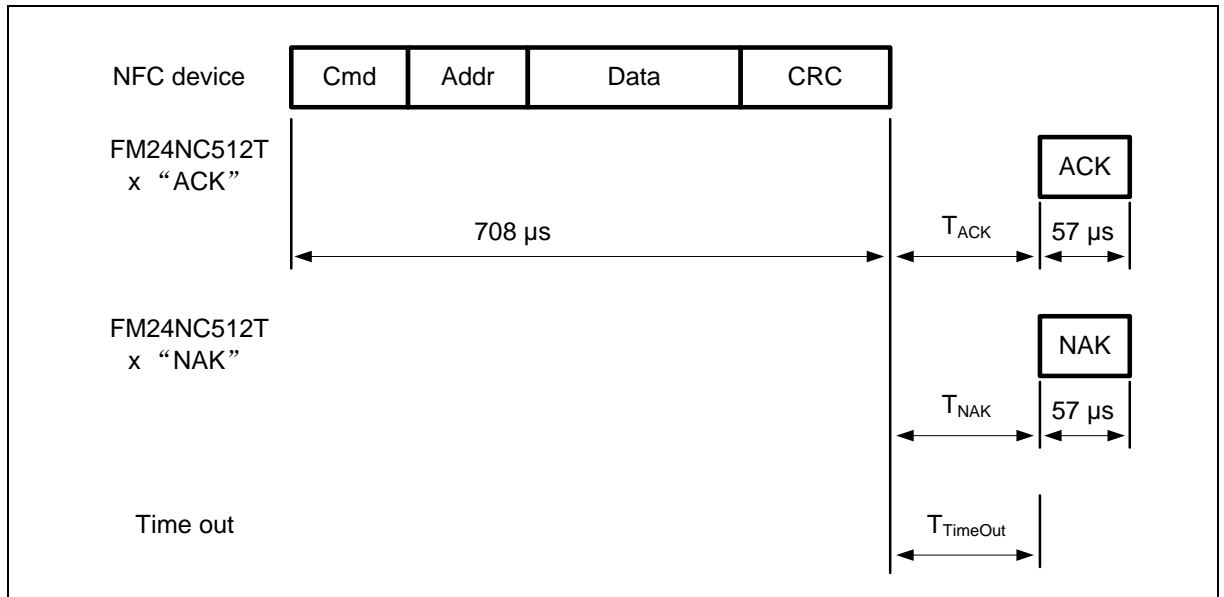 NFC device Cmd Addr Data CRC
FM24NC512T
x “ACK”
ACK
708 µs
TACK
57 µs
FM24NC512T
x “NAK”
NAK
TNAK
57 µs
Time out
TTimeOut